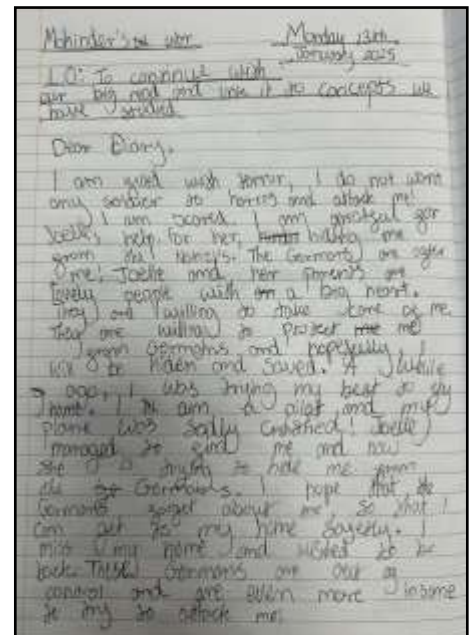 Mohinder's war Monday 13th
January 2025
LO: To continue with
our big read and link it to concepts we
have studied
Dear Diary,
I am with terror, I do not want
any soldier to and attack me!
I am scared. I am greatful for
Joelle's help for her, hiding me
from the Nazis's. The Germans are after
me! Joelle and her parents are
lovely people with a big heart.
They are willing to take care of me.
They are willing to protect me
from Germans and hopefully, I
will be hiden and saved. A while
ago, I was trying my best to fly
home. I am a pilot and my
plane was sadly crashed! Joelle
managed to find me and now
she is trying to hide me from
the Germans. I hope that the
Germans forget about me, so that I
can get to my home safely. I
miss my home and wished to be
back. These Germans are out of
control and are even more insane
to try to attack me!